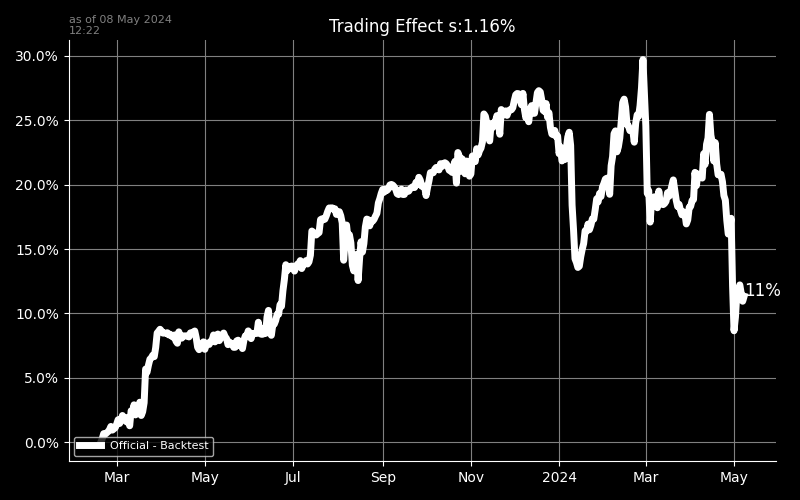 as of 08 May 2024
12:22
Trading Effect s:1.16%
30.0%
25.0%
20.0%
15.0%
10.0%
5.0%
0.0%
11%
Official - Backtest
Mar
May
Jul
Sep
Nov
2024
Mar
May